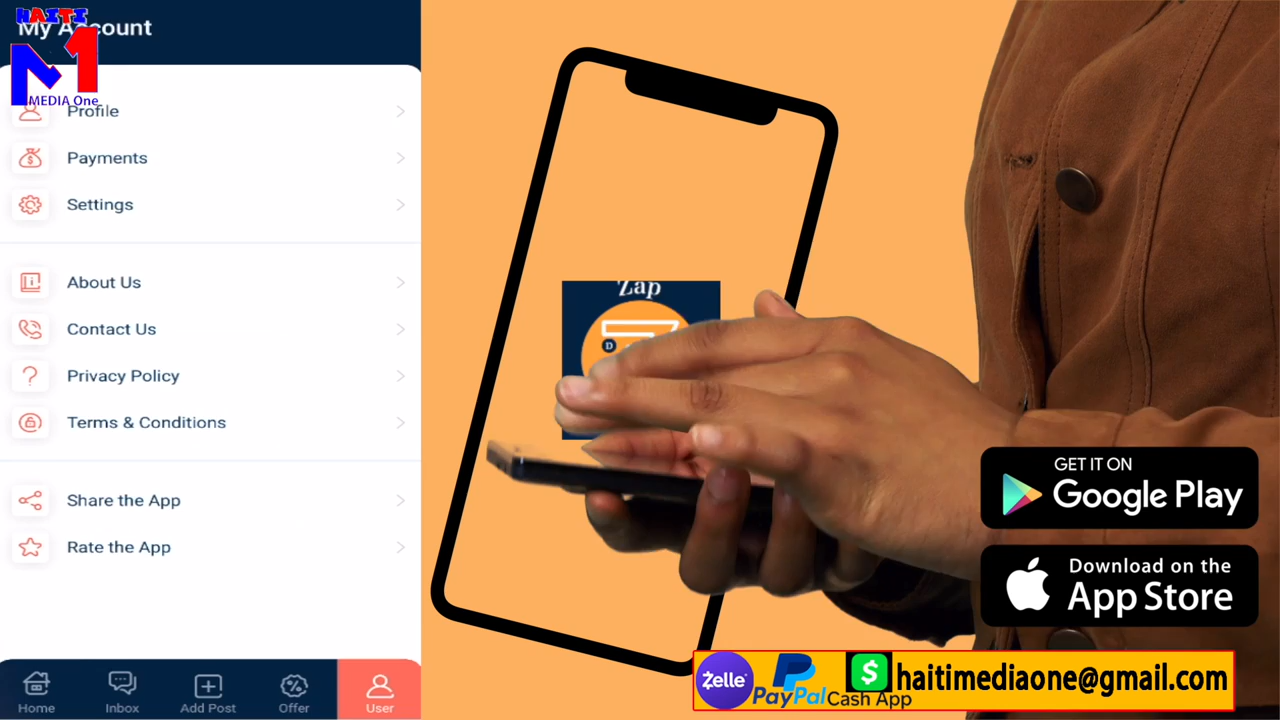 HAITI
My Account
M1
MEDIA One
Profile
Payments
Settings
About Us
Contact Us
Privacy Policy
Terms & Conditions
Share the App
Rate the App
Home
Inbox
Add Post
Offer
User
Zap
D
GET IT ON
Google Play
Download on the
App Store
Zelle
PayPal
$
Cash App
haitimediaone@gmail.com